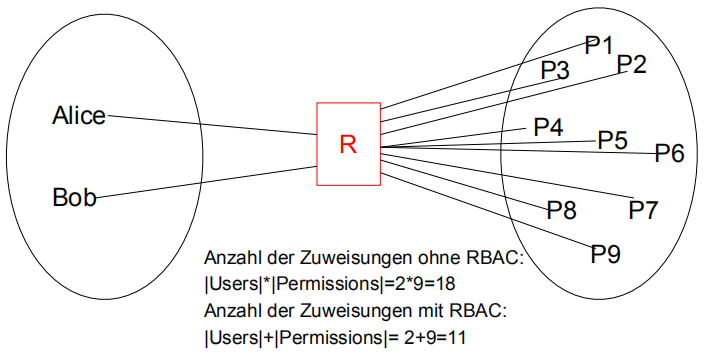 P1
P2
P3
Alice
P4
P5
R
P6
Bob
P8
P7
P9
Anzahl der Zuweisungen ohne RBAC:
|Users|*|Permissions|=2*9=18
Anzahl der Zuweisungen mit RBAC:
|Users|+|Permissions|= 2+9=11